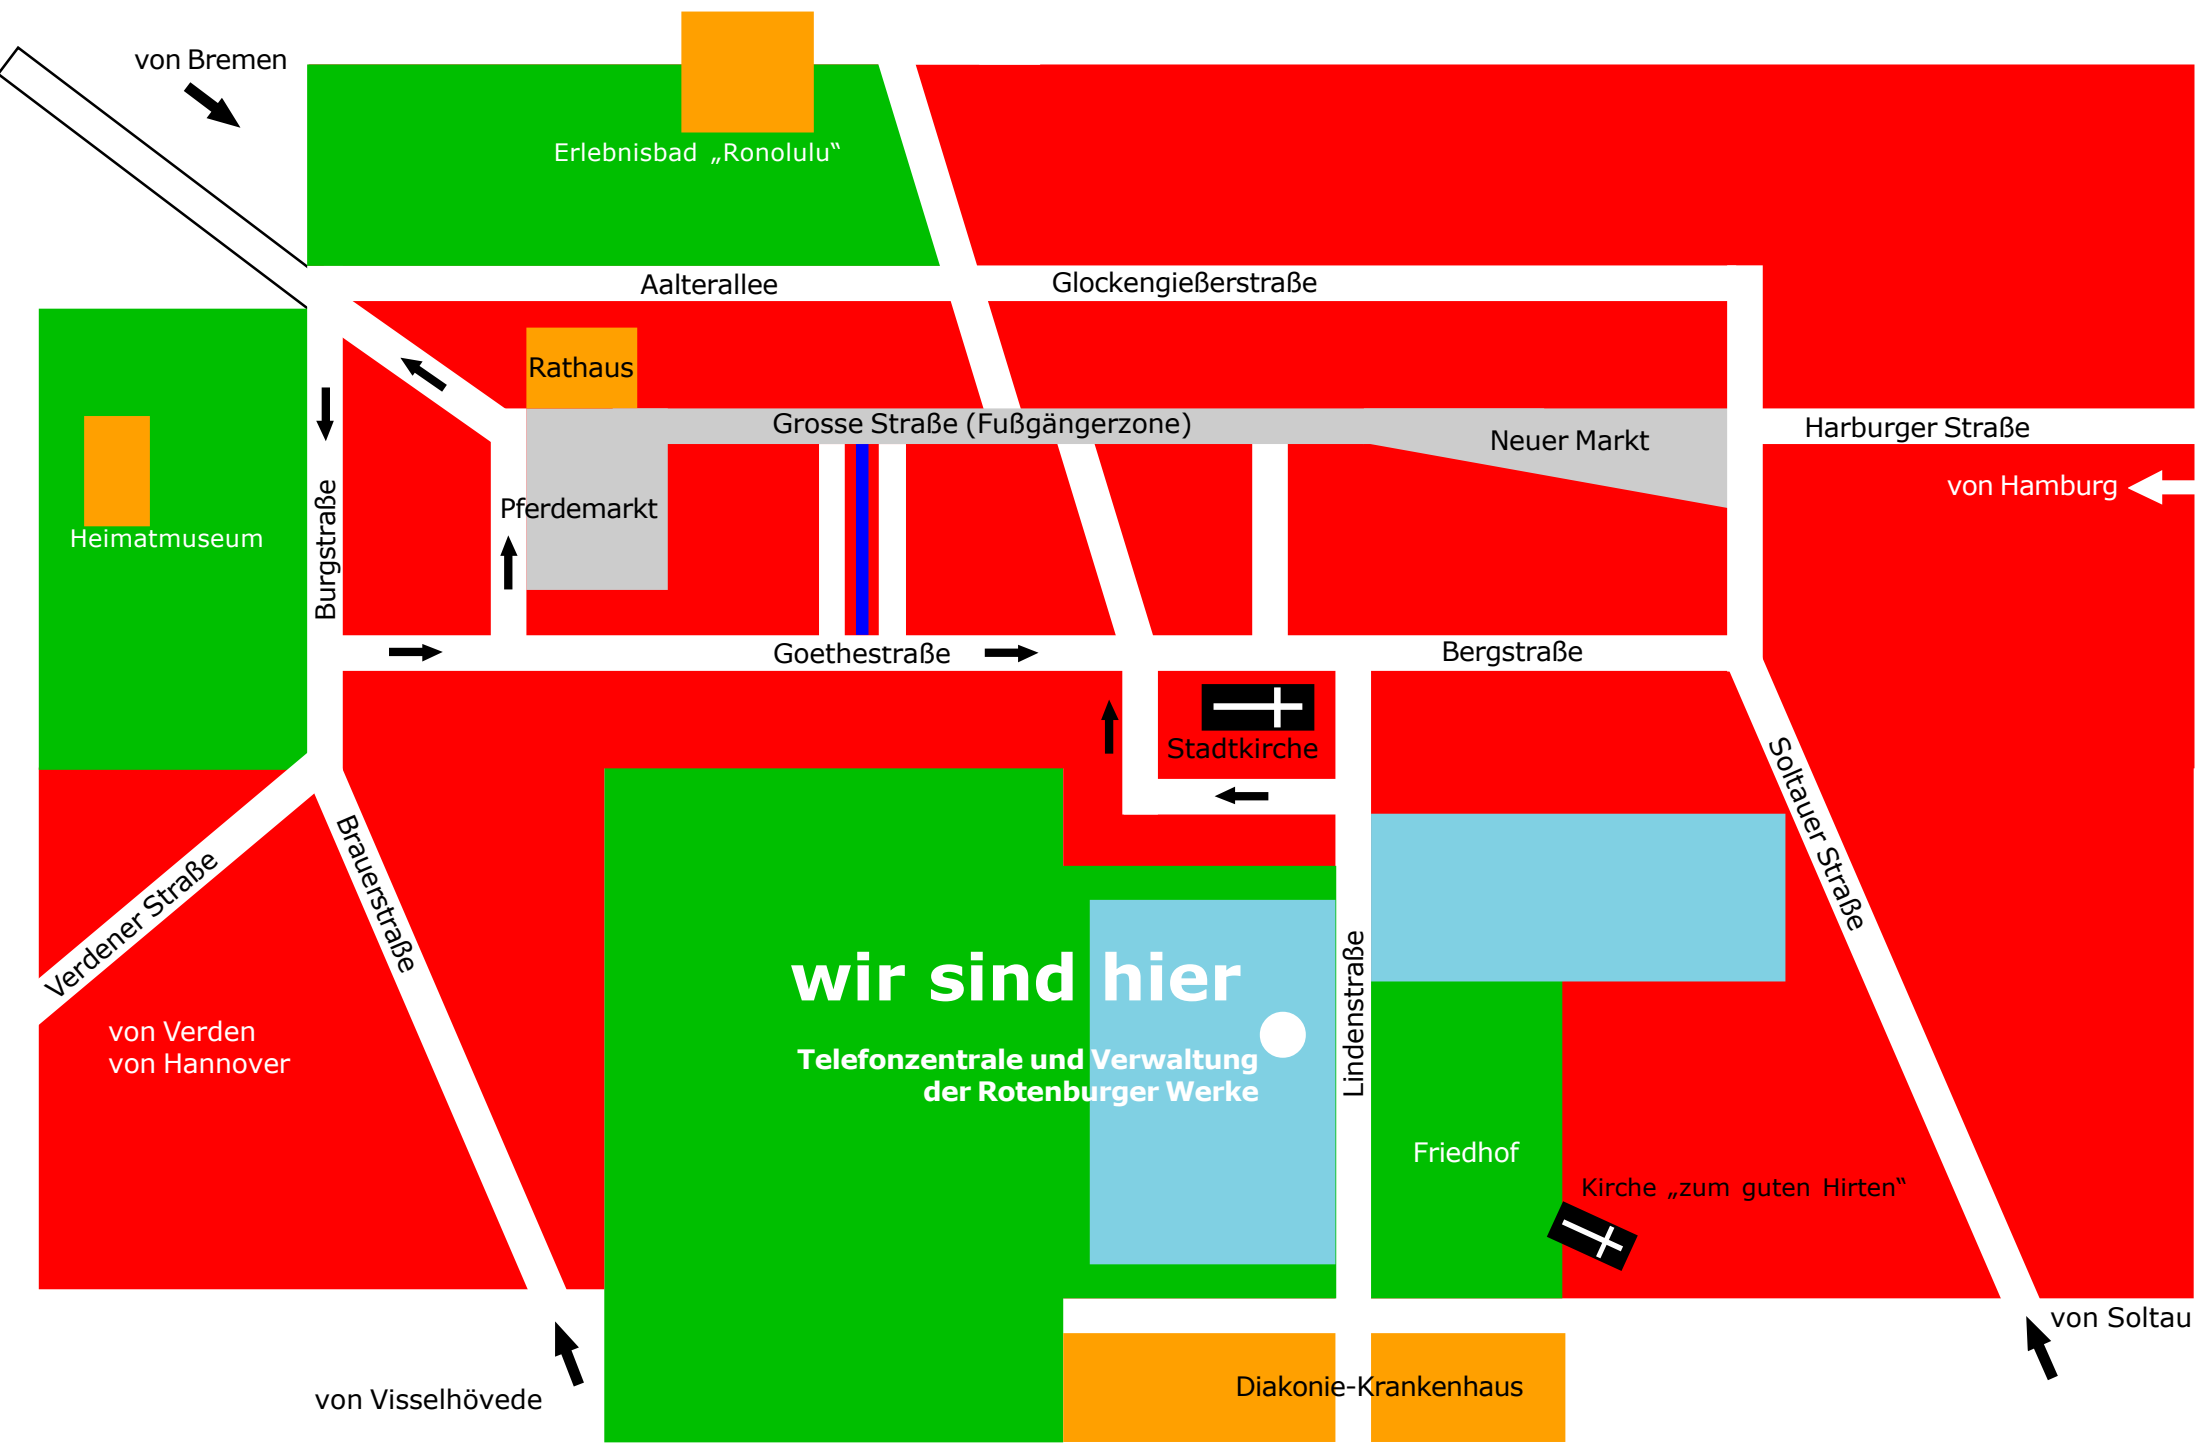 von Bremen
Erlebnisbad „Ronolulu“
Aalterallee
Glockengießerstraße
Rathaus
Grosse Straße (Fußgängerzone)
Neuer Markt
Harburger Straße
von Hamburg
Pferdemarkt
Heimatmuseum
Burgstraße
Goethestraße
Bergstraße
Stadtkirche
Soltauer Straße
Brauerstraße
Verdener Straße
wir sind hier
Lindenstraße
von Verden
von Hannover
Telefonzentrale und Verwaltung
der Rotenburger Werke
Friedhof
Kirche „zum guten Hirten“
von Soltau
Diakonie-Krankenhaus
von Visselhövede